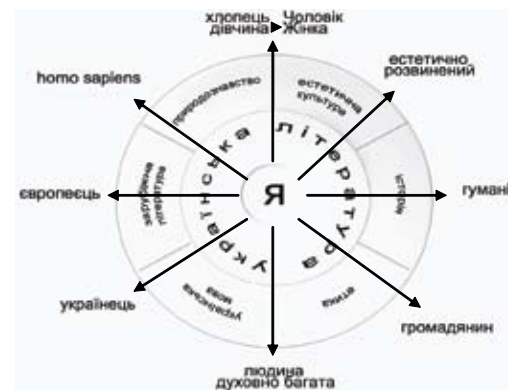 хлопець Чоловік
дівчина Жінка
естетично
розвинений
homo sapiens
природознавство
естетична
культура
українська література
зарубіжна
література
Я
історія
європеєць
гумані
українська
мова
етика
українець
громадянин
людина
духовно багата